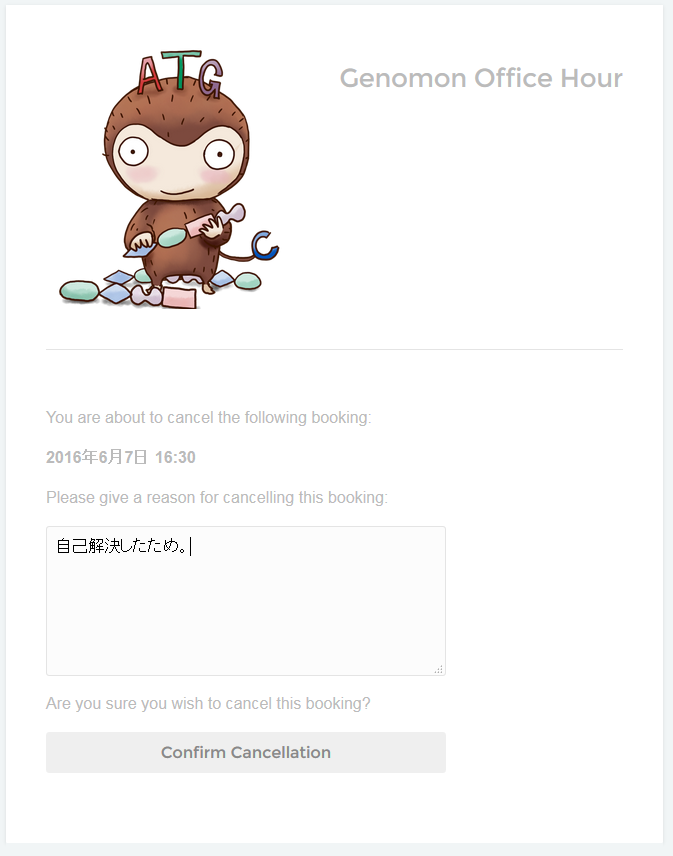 A T G
Genomon Office Hour
C
You are about to cancel the following booking:
2016年6月7日 16:30
Please give a reason for cancelling this booking:
自己解決したため。
Are you sure you wish to cancel this booking?
Confirm Cancellation